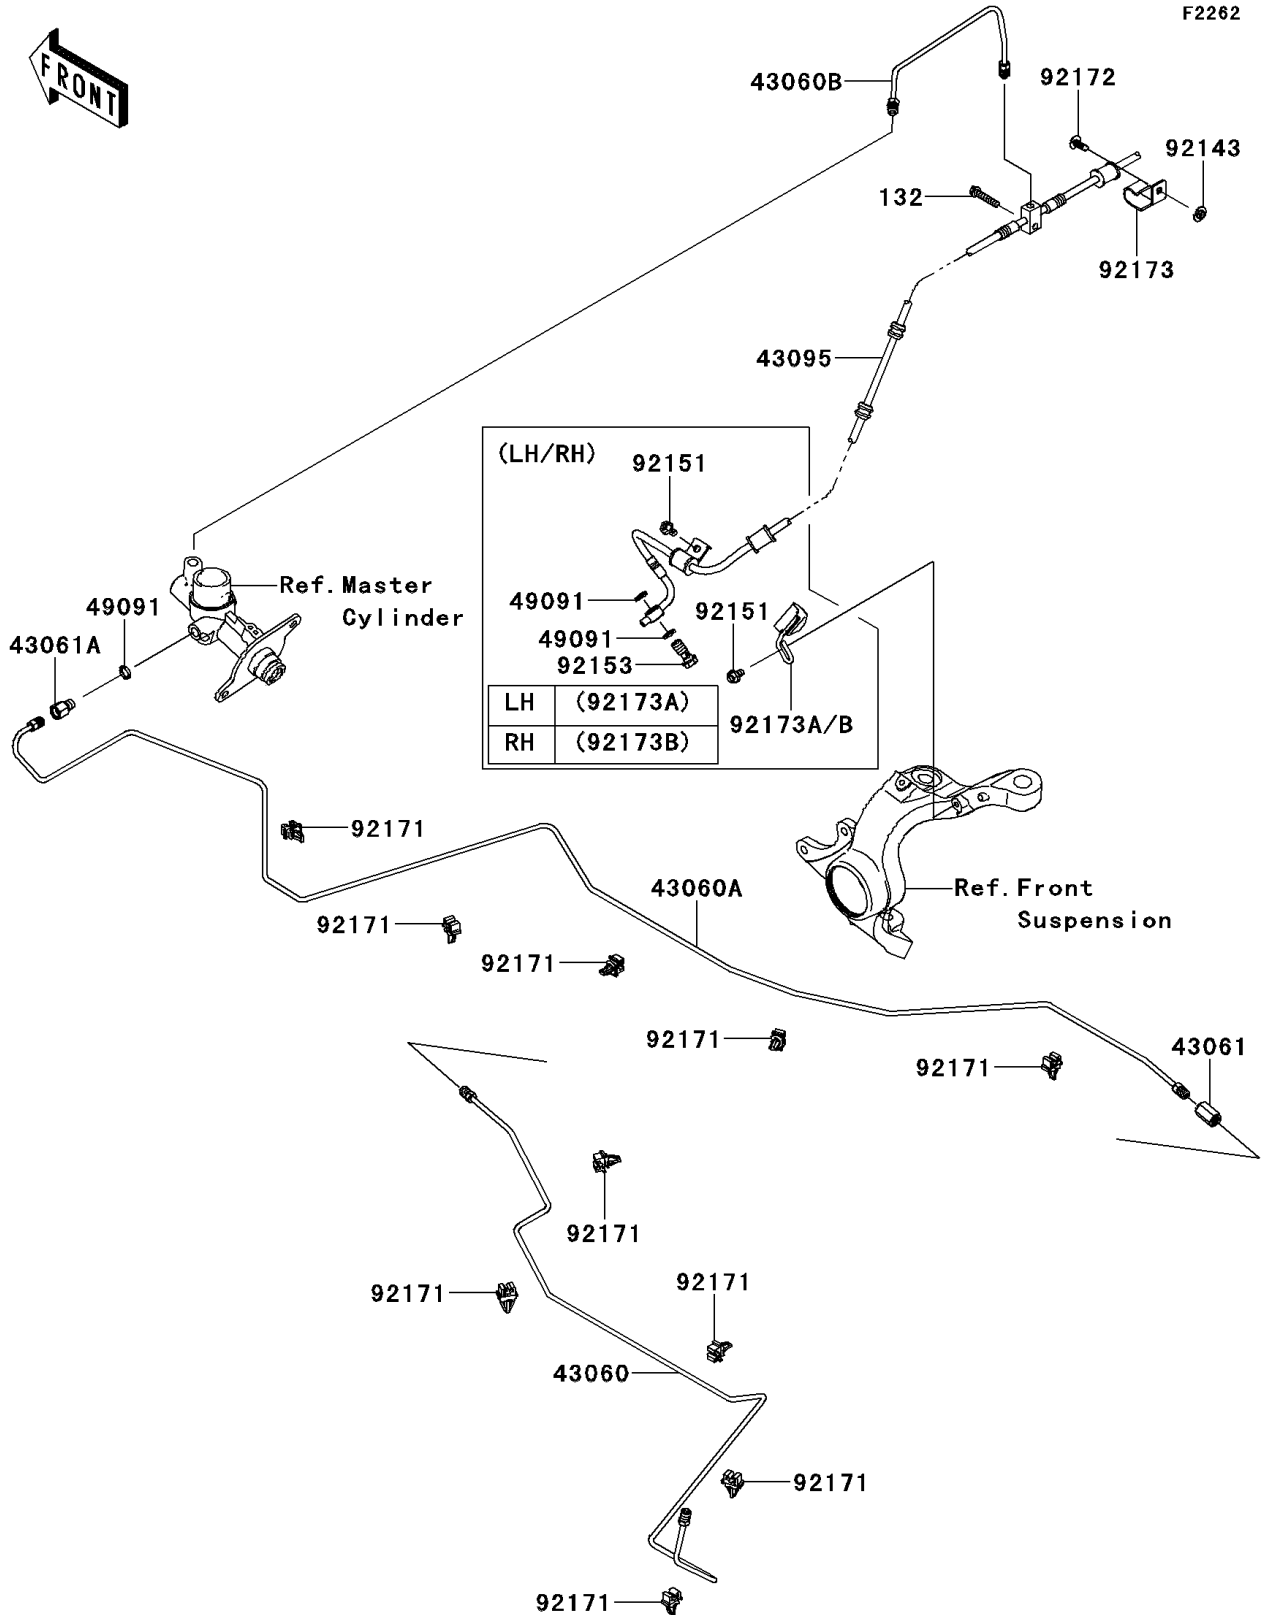 F2262
FRONT
43060B
92172
92143
132
92173
43095
(LH/RH)
92151
Ref. Master
Cylinder
49091
49091
92151
43061A
49091
92153
LH (92173A)
RH (92173B)
92173A/B
92171
43060A
Ref. Front
Suspension
92171
92171
92171
43061
92171
92171
92171
92171
43060
92171
92171